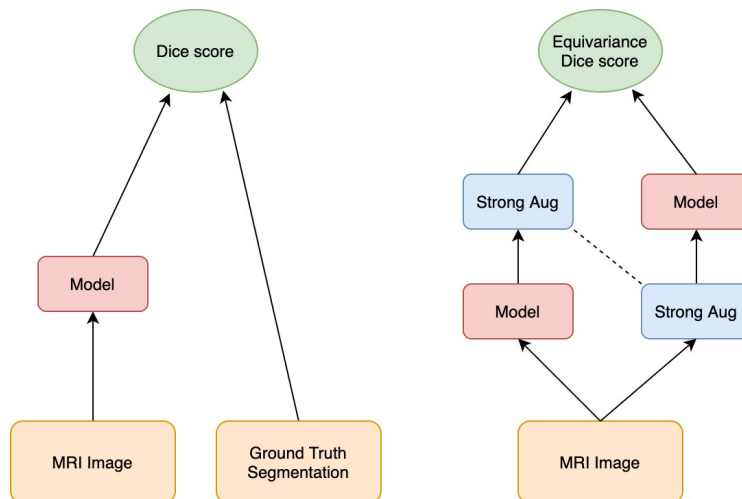 Dice score
Model
MRI Image
Ground Truth
Segmentation
Equivariance
Dice score
Strong Aug
Model
Model
Strong Aug
MRI Image